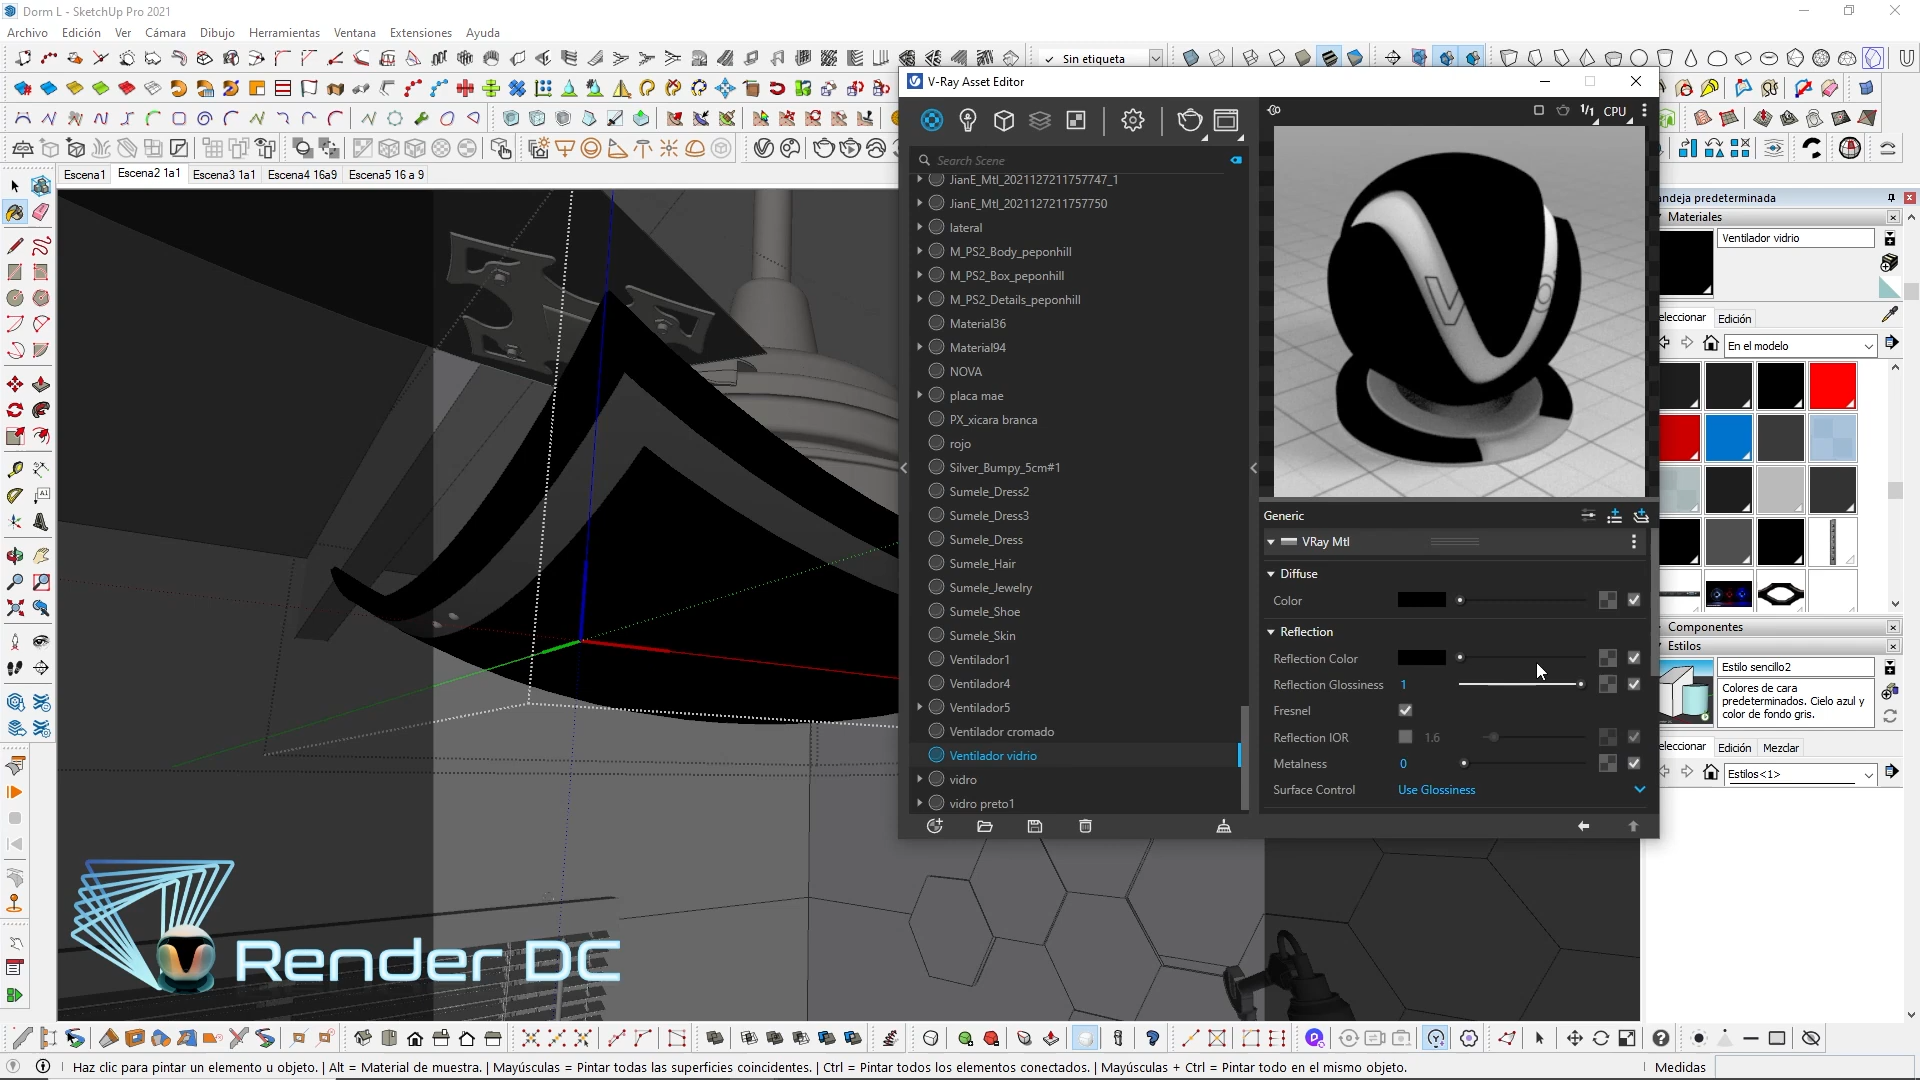 Dorm L - SketchUp Pro 2021
Archivo Edición Ver Cámara Dibujo Herramientas Ventana Extensiones Ayuda
Sin etiqueta
V-Ray Asset Editor
1/1 CPU
Escena1 Escena2 1a1 Escena3 1a1 Escena4 16a9 Escena5 16 a 9
Search Scene
JianE_Mtl_2021127211757747_1
JianE_Mtl_2021127211757750
lateral
M_PS2_Body_peponhill
M_PS2_Box_peponhill
M_PS2_Details_peponhill
Material36
Material94
NOVA
placa mae
PX_xicara branca
rojo
Silver_Bumpy_5cm#1
Sumele_Dress2
Sumele_Dress3
Sumele_Dress
Sumele_Hair
Sumele_Jewelry
Sumele_Shoe
Sumele_Skin
Ventilador1
Ventilador4
Ventilador5
Ventilador cromado
Ventilador vidrio
vidro
vidro preto1
Generic
VRay Mtl
Diffuse
Color
Reflection
Reflection Color
Reflection Glossiness 1
Fresnel
Reflection IOR 1.6
Metalness 0
Surface Control Use Glossiness
andeja predeterminada
Materiales
Ventilador vidrio
eleccionar Edición
En el modelo
Componentes
Estilos
Estilo sencillo2
Colores de cara
predeterminados. Cielo azul y
color de fondo gris.
eleccionar Edición Mezclar
Estilos<1>
Render DC
Haz clic para pintar un elemento u objeto. | Alt = Material de muestra. | Mayúsculas = Pintar todas las superficies coincidentes. | Ctrl = Pintar todos los elementos conectados. | Mayúsculas + Ctrl = Pintar todo en el mismo objeto.
Medidas